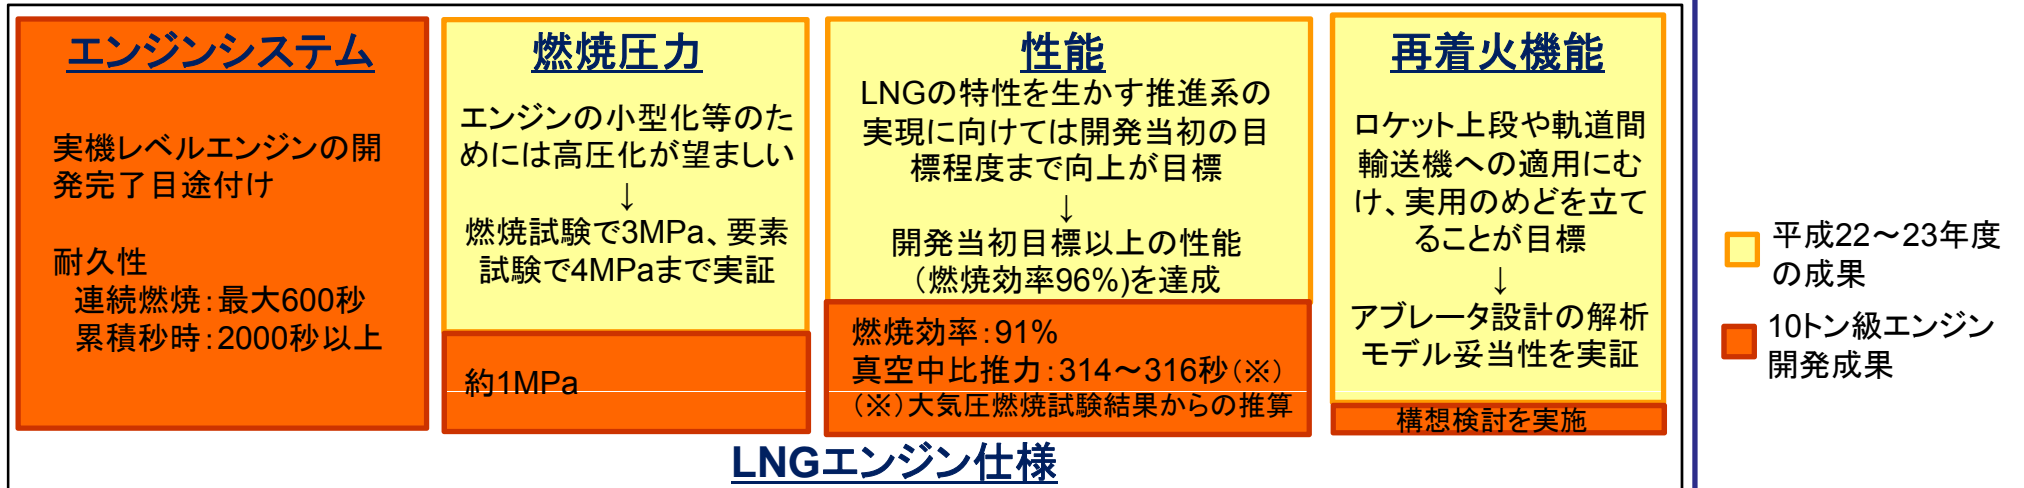 エンジンシステム
実機レベルエンジンの開
発完了目途付け
耐久性
連続燃焼：最大600秒
累積秒時：2000秒以上
燃焼圧力
エンジンの小型化等のた
めには高圧化が望ましい
↓
燃焼試験で3MPa、要素
試験で4MPaまで実証
約1MPa
性能
LNGの特性を生かす推進系の
実現に向けては開発当初の目
標程度まで向上が目標
↓
開発当初目標以上の性能
（燃焼効率96%)を達成
燃焼効率：91%
真空中比推力：314～316秒（※）
（※）大気圧燃焼試験結果からの推算
再着火機能
ロケット上段や軌道間
輸送機への適用にむ
け、実用のめどを立て
ることが目標
↓
アブレータ設計の解析
モデル妥当性を実証
構想検討を実施
LNGエンジン仕様
平成22～23年度
の成果
10トン級エンジン
開発成果